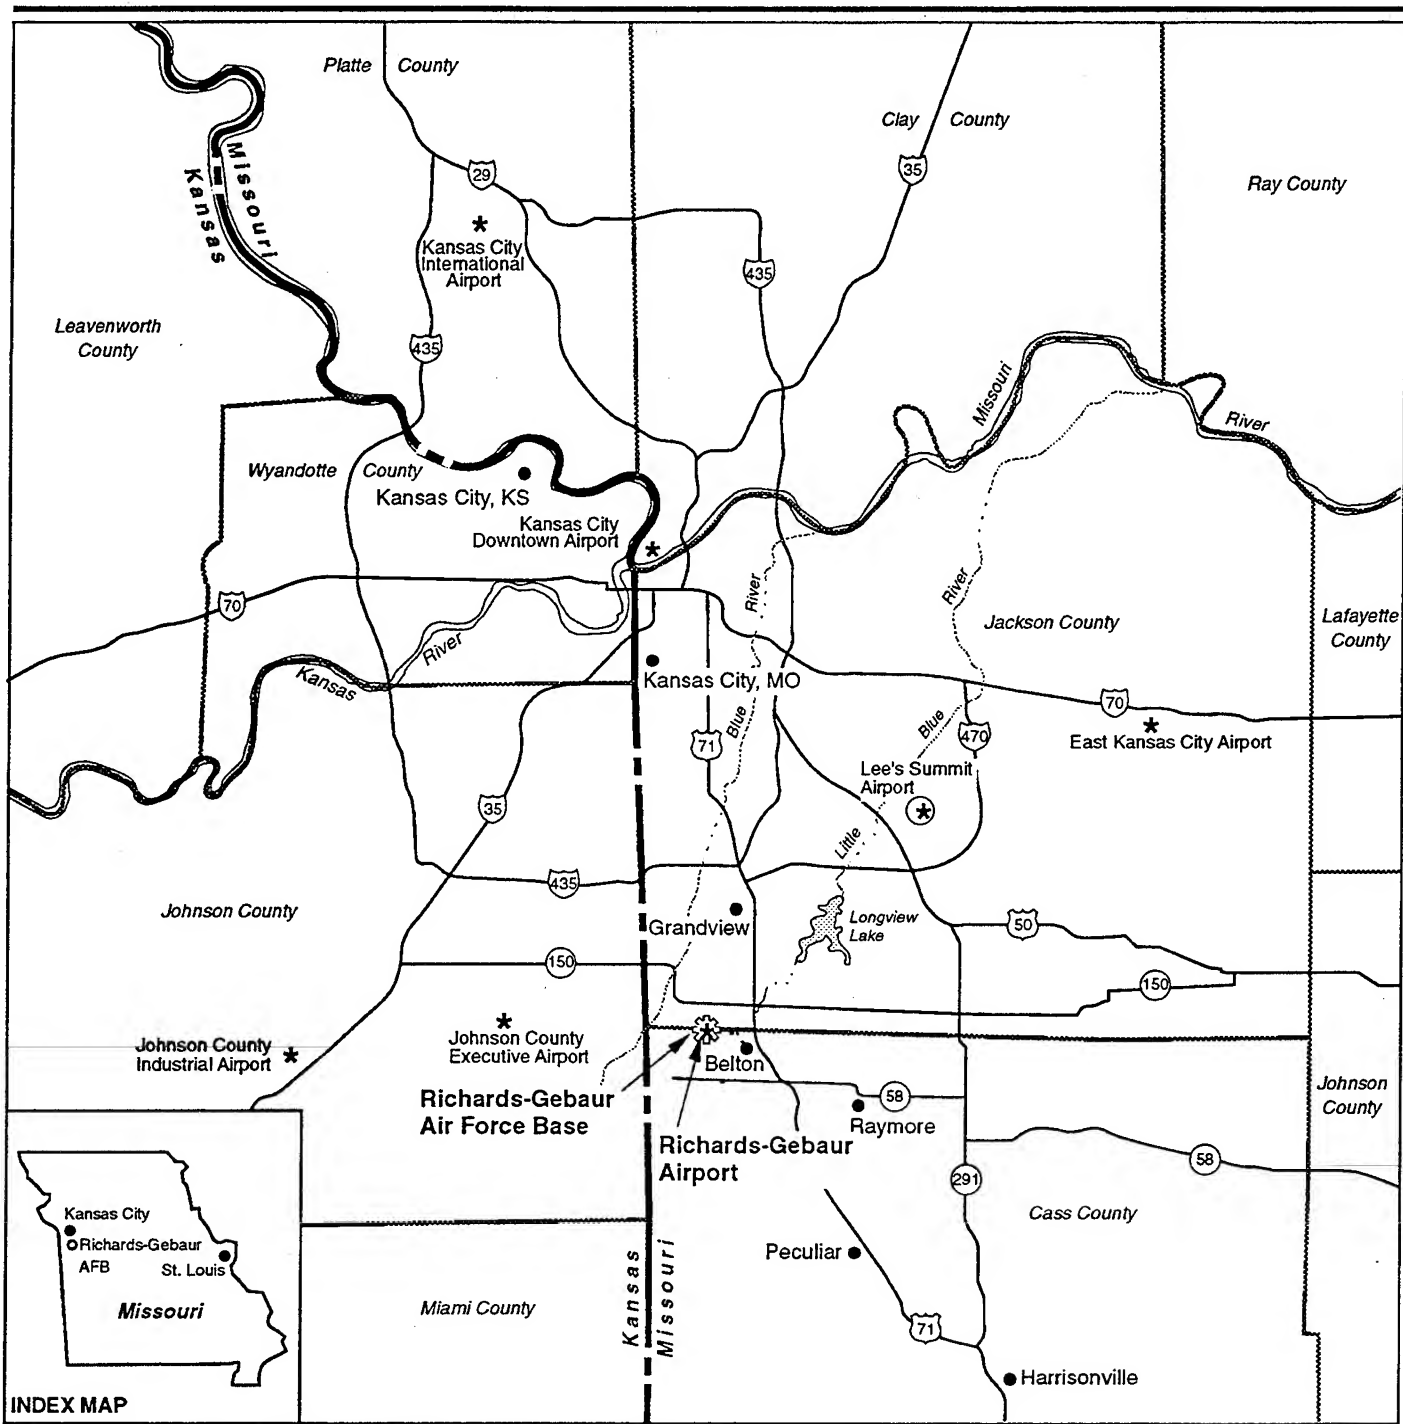 Platte County
Clay County
29
35
Missouri
Kansas
Ray County
Kansas City
International
Airport
435
Leavenworth
County
435
Missouri
River
Wyandotte County
Kansas City, KS
Kansas City
Downtown Airport
70
River
River
River
Jackson County
Lafayette
County
Kansas
Kansas City, MO
70
Blue
Blue
71
470
East Kansas City Airport
Lee's Summit
Airport
35
Little
435
Johnson County
Grandview
Longview
Lake
50
150
150
Johnson County
Executive Airport
Johnson County
Industrial Airport
Belton
Richards-Gebaur
Air Force Base
58
Raymore
Johnson
County
Richards-Gebaur
Airport
58
291
Cass County
Kansas City
Richards-Gebaur
AFB
St. Louis
Missouri
Peculiar
Kansas
Missouri
Miami County
71
Harrisonville
INDEX MAP